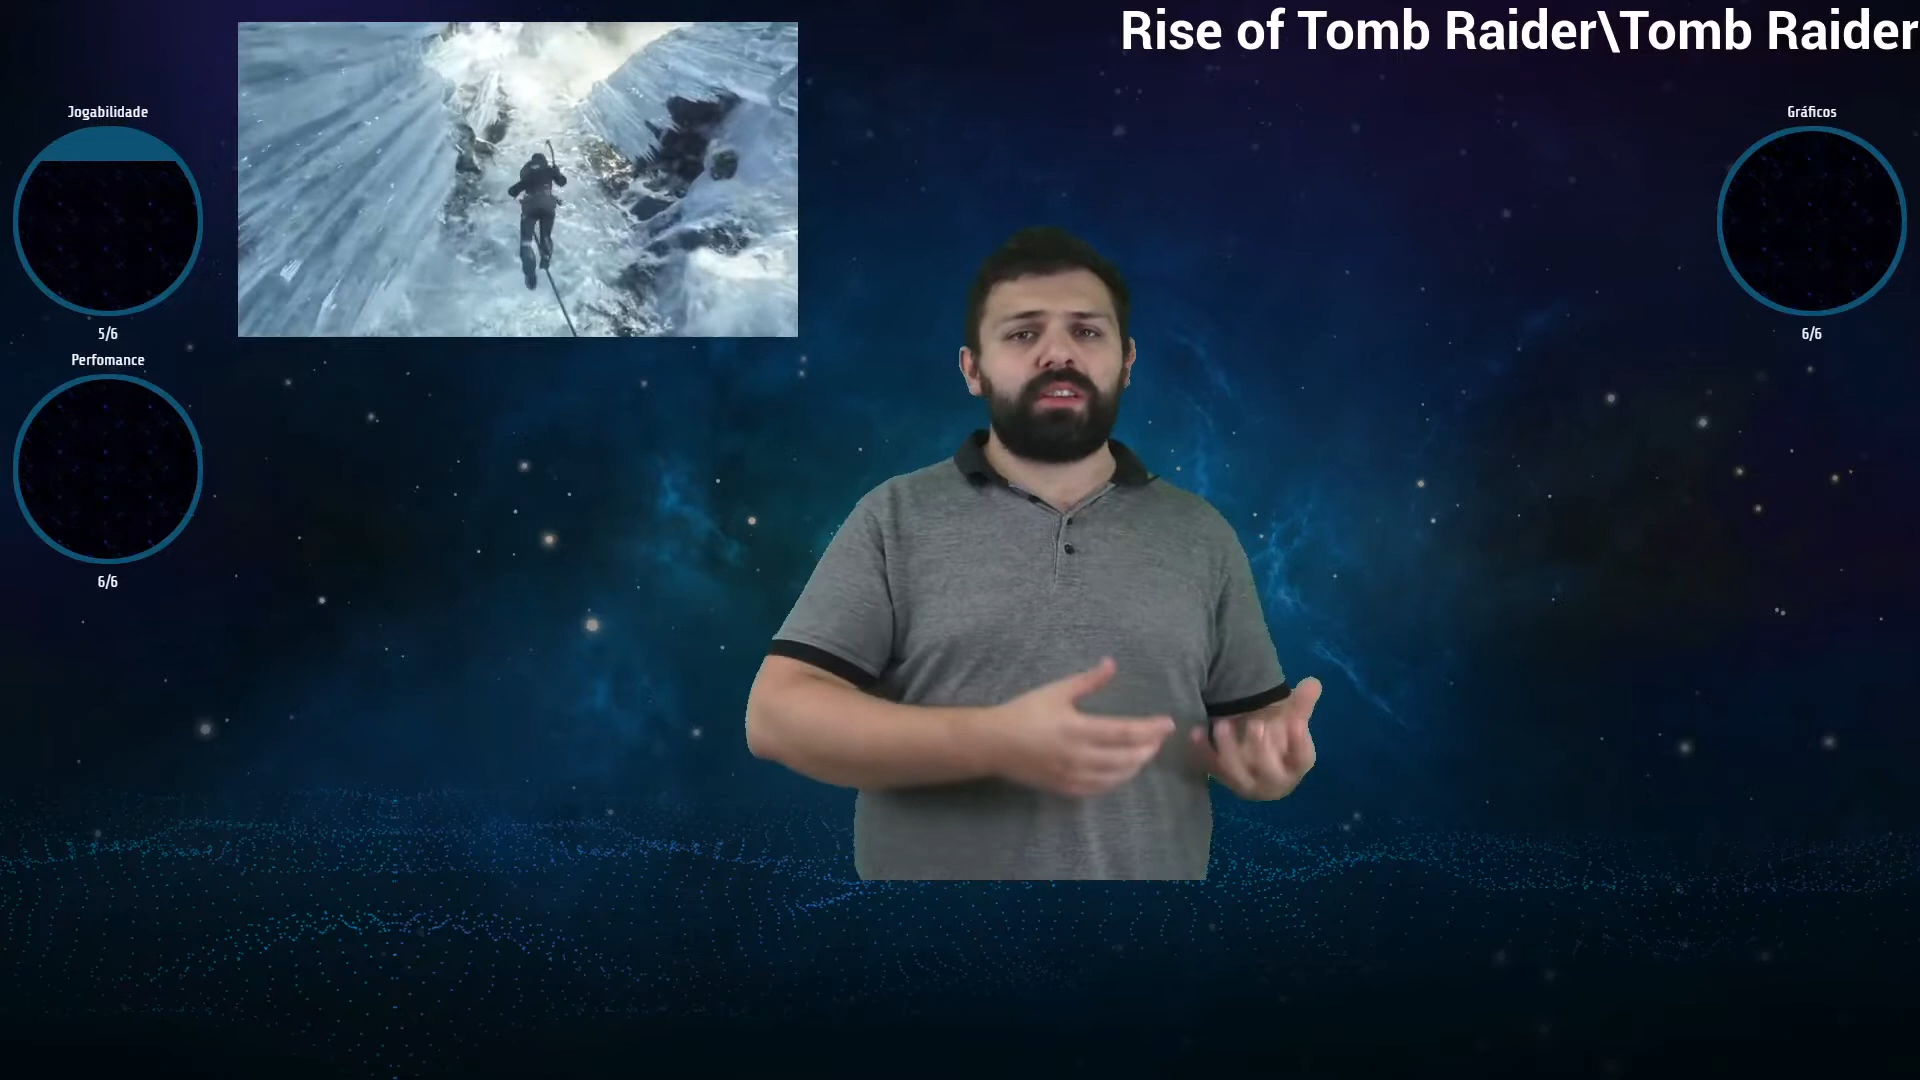 Rise of Tomb Raider\Tomb Raider
Jogabilidade
5/6
Perfomance
6/6
Gráficos
6/6